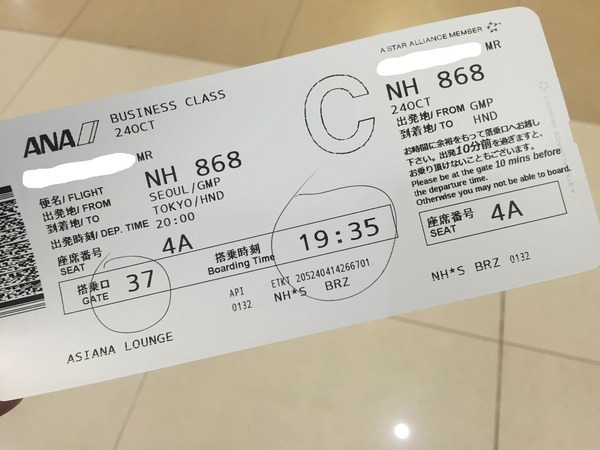 ANA
BUSINESS CLASS
24OCT
MR
NH 868
便名/FLIGHT
出発地/FROM SEOUL/GMP
到着地/TO TOKYO/HND
出発時刻/DEP. TIME 20:00
座席番号
SEAT
4A
搭乗口
GATE
37
搭乗時刻
Boarding Time
19:35
API
0132
ETKT 205240414266701
NH*S BRZ
ASIANA LOUNGE
C
A STAR ALLIANCE MEMBER
MR
NH 868
24OCT
出発地/FROM GMP
到着地/TO HND
お時間に余裕をもって搭乗口へお越し
下さい。出発10分前を過ぎますと、
お乗り頂けないこともございます。
Please be at the gate 10 mins before
the departure time.
Otherwise you may not be able to board.
座席番号
SEAT
4A
NH*S BRZ 0132